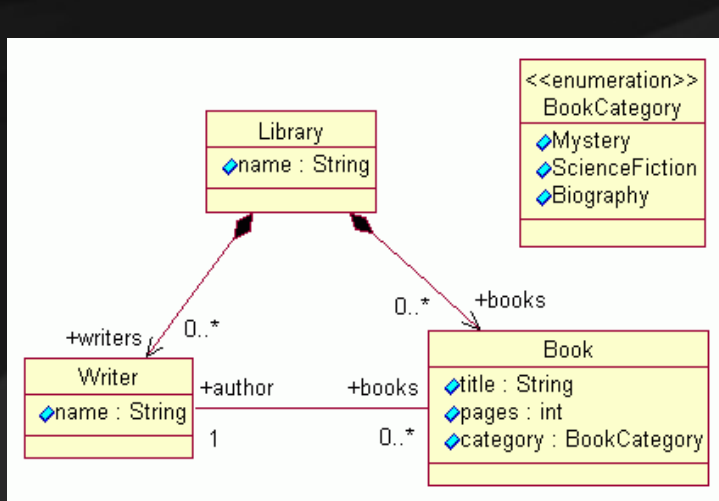 <<enumeration>>
BookCategory
Mystery
ScienceFiction
Biography
Library
name : String
0..*
+books
+writers
0..*
Writer
name : String
+author
+books
1
0..*
Book
title : String
pages : int
category : BookCategory